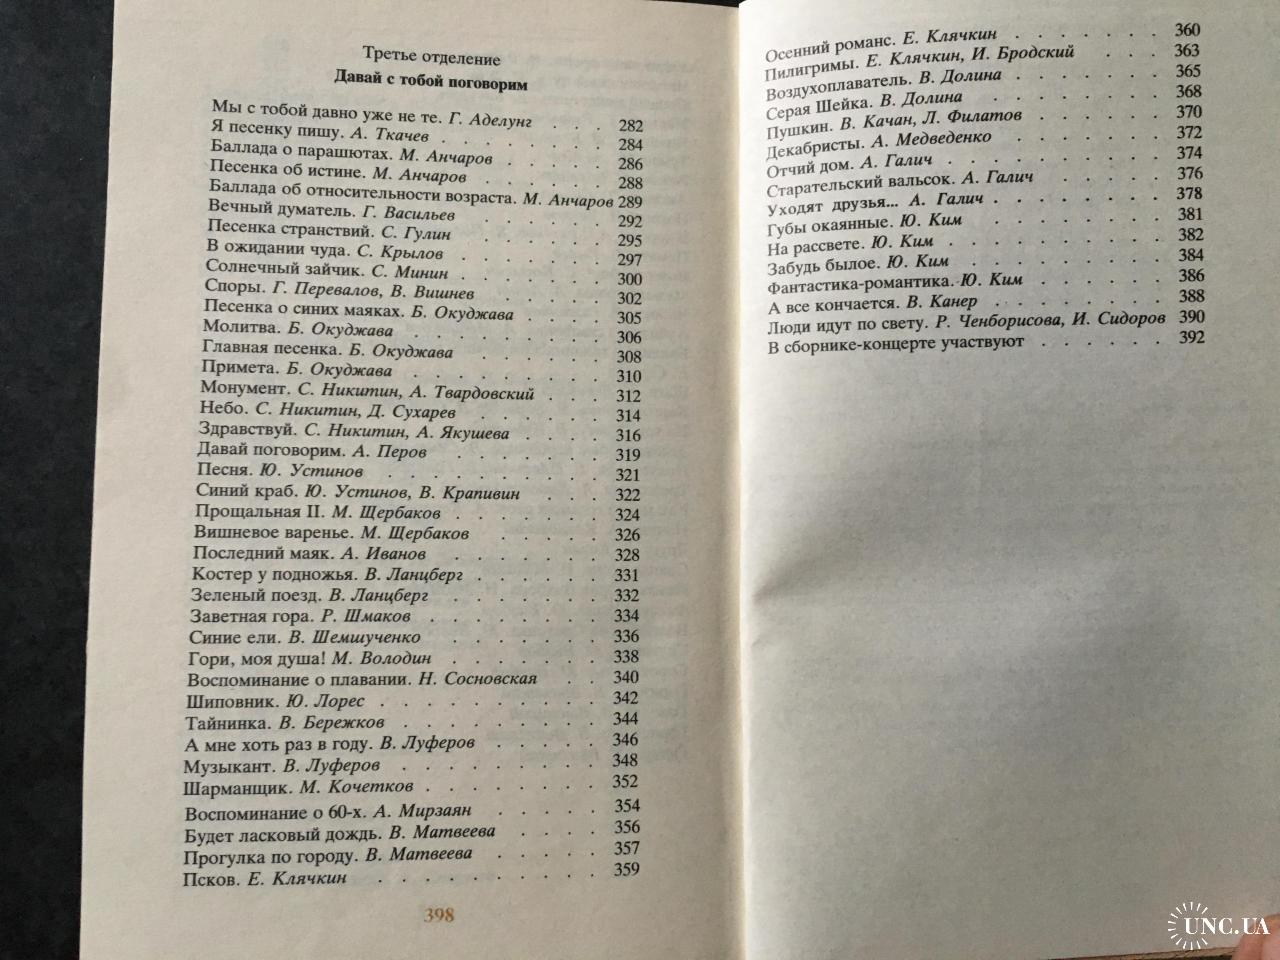 Третье отделение
Давай с тобой поговорим
Мы с тобой давно уже не те. Г. Аделунг . . . 282
Я песенку пишу. А. Ткачев . . . . . . . . 284
Баллада о парашютах. М. Анчаров . . . . . 286
Песенка об истине. М. Анчаров . . . . . . 288
Баллада об относительности возраста. М. Анчаров 289
Вечный думатель. Г. Васильев . . . . . . 292
Песенка странствий. С. Гулин . . . . . . 295
В ожидании чуда. С. Крылов . . . . . . . 297
Солнечный зайчик. С. Минин . . . . . . . 300
Споры. Г. Перевалов, В. Вишнев . . . . . 302
Песенка о синих маяках. Б. Окуджава . . . . 305
Молитва. Б. Окуджава . . . . . . . . . 306
Главная песенка. Б. Окуджава . . . . . . 308
Примета. Б. Окуджава . . . . . . . . . 310
Монумент. С. Никитин, А. Твардовский . . . 312
Небо. С. Никитин, Д. Сухарев . . . . . . 314
Здравствуй. С. Никитин, А. Якушева . . . . 316
Давай поговорим. А. Перов . . . . . . . 319
Песня. Ю. Устинов . . . . . . . . . . 321
Синий краб. Ю. Устинов, В. Крапивин . . . 322
Прощальная II. М. Щербаков . . . . . . . 324
Вишневое варенье. М. Щербаков . . . . . 326
Последний маяк. А. Иванов . . . . . . . 328
Костер у подножья. В. Ланцберг . . . . . . 331
Зеленый поезд. В. Ланцберг . . . . . . . 332
Заветная гора. Р. Шмаков . . . . . . . . 334
Синие ели. В. Шемшученко . . . . . . . 336
Гори, моя душа! М. Володин . . . . . . . 338
Воспоминание о плавании. Н. Сосновская . . 340
Шиповник. Ю. Лорес . . . . . . . . . . 342
Тайнинка. В. Бережков . . . . . . . . . 344
А мне хоть раз в году. В. Луферов . . . . . 346
Музыкант. В. Луферов . . . . . . . . . 348
Шарманщик. М. Кочетков . . . . . . . . 352
Воспоминание о 60-х. А. Мирзаян . . . . . 354
Будет ласковый дождь. В. Матвеева . . . . . 356
Прогулка по городу. В. Матвеева . . . . . 357
Псков. Е. Клячкин . . . . . . . . . . 359
398
Осенний романс. Е. Клячкин . . . . . . . 360
Пилигримы. Е. Клячкин, И. Бродский . . . . 363
Воздухоплаватель. В. Долина . . . . . . . 365
Серая Шейка. В. Долина . . . . . . . . 368
Пушкин. В. Качан, Л. Филатов . . . . . . 370
Декабристы. А. Медведенко . . . . . . . 372
Отчий дом. А. Галич . . . . . . . . . . 374
Старательский вальсок. А. Галич . . . . . 376
Уходят друзья... А. Галич . . . . . . . . 378
Губы окаянные. Ю. Ким . . . . . . . . 381
На рассвете. Ю. Ким . . . . . . . . . . 382
Забудь былое. Ю. Ким . . . . . . . . . 384
Фантастика-романтика. Ю. Ким . . . . . . 386
А все кончается. В. Канер . . . . . . . . 388
Люди идут по свету. Р. Ченборисова, И. Сидоров 390
В сборнике-концерте участвуют . . . . . . 392
UNC.UA